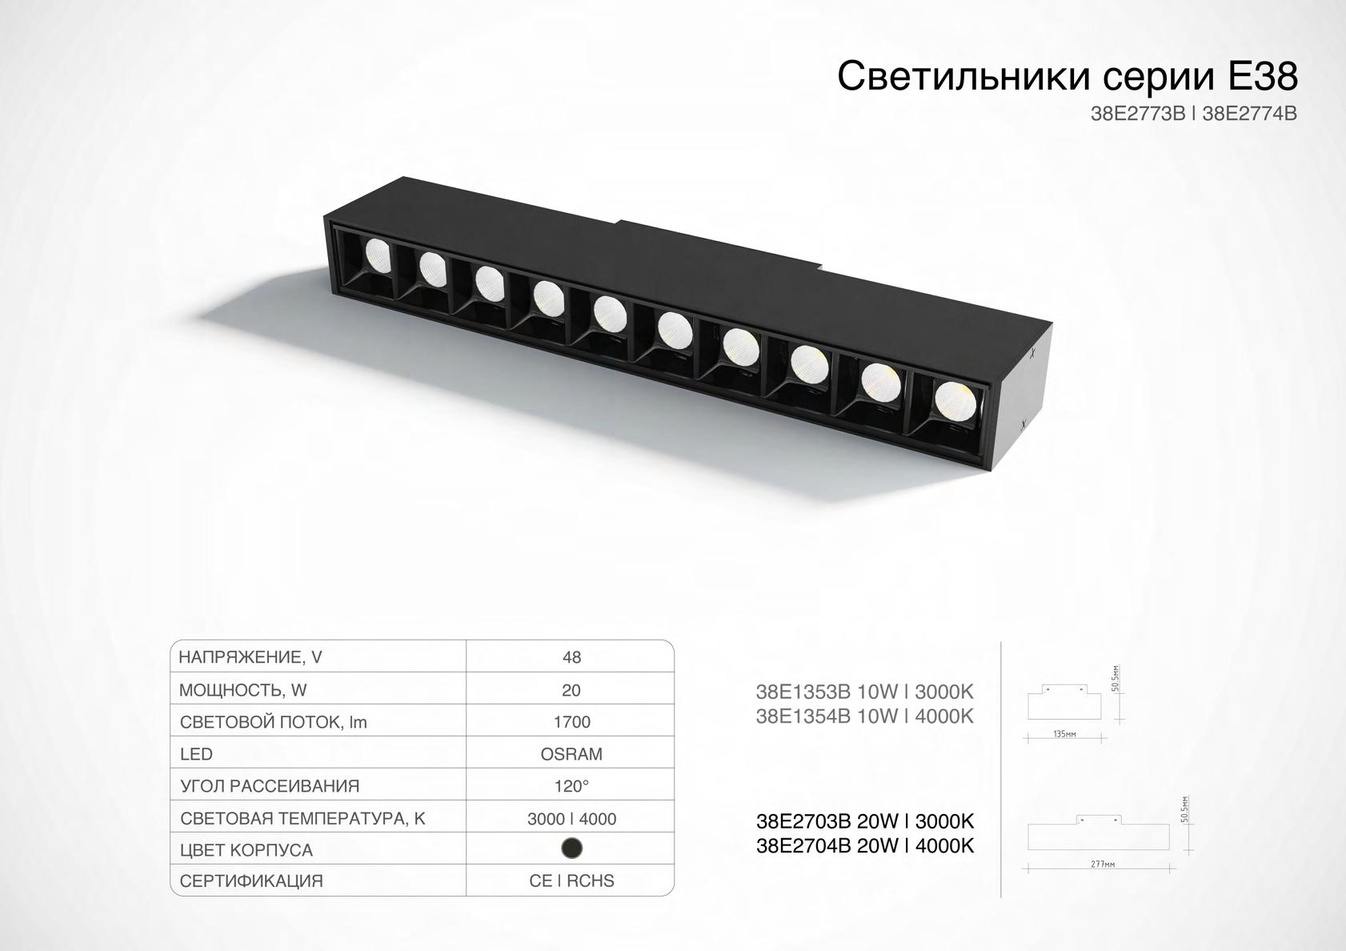 Светильники серии E38
38E2773B | 38E2774B
НАПРЯЖЕНИЕ, V 48
МОЩНОСТЬ, W 20
СВЕТОВОЙ ПОТОК, lm 1700
LED OSRAM
УГОЛ РАССЕИВАНИЯ 120°
СВЕТОВАЯ ТЕМПЕРАТУРА, K 3000 | 4000
ЦВЕТ КОРПУСА
СЕРТИФИКАЦИЯ CE | RCHS
38E1353B 10W | 3000K
38E1354B 10W | 4000K
50.5мм
135мм
38E2703B 20W | 3000K
38E2704B 20W | 4000K
50.5мм
277мм